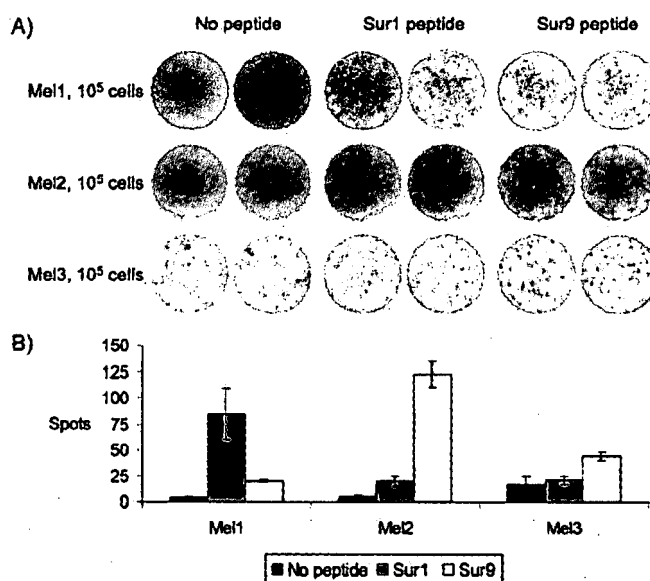 A)
No peptide Sur1 peptide Sur9 peptide
Mel1, 10⁵ cells
Mel2, 10⁵ cells
Mel3, 10⁵ cells
B)
150
125
100
75
50
25
0
Spots
Mel1 Mel2 Mel3
No peptide Sur1 Sur9